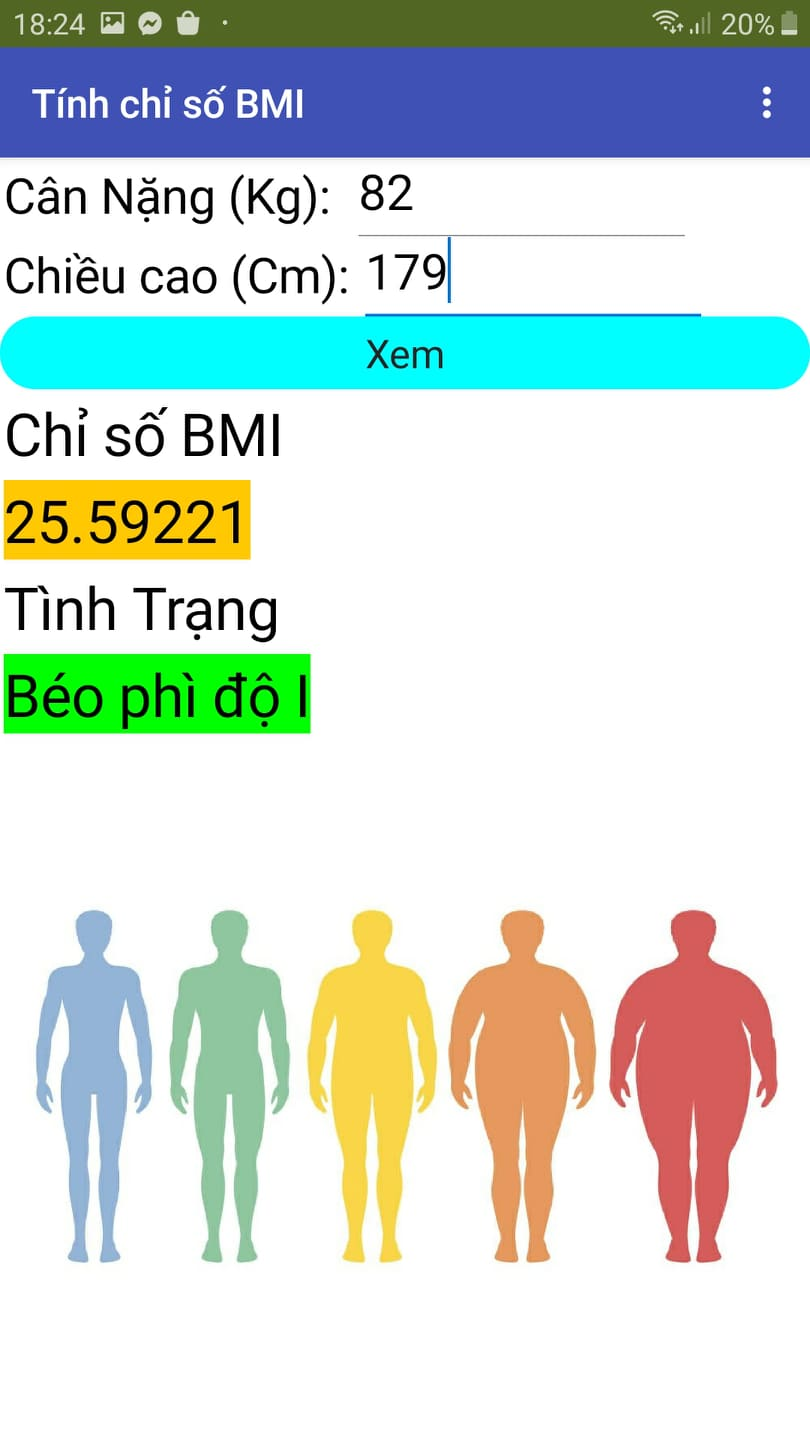 18:24
20%
Tính chỉ số BMI
Cân Nặng (Kg): 82
Chiều cao (Cm): 179
Xem
Chỉ số BMI
25.59221
Tình Trạng
Béo phì độ I